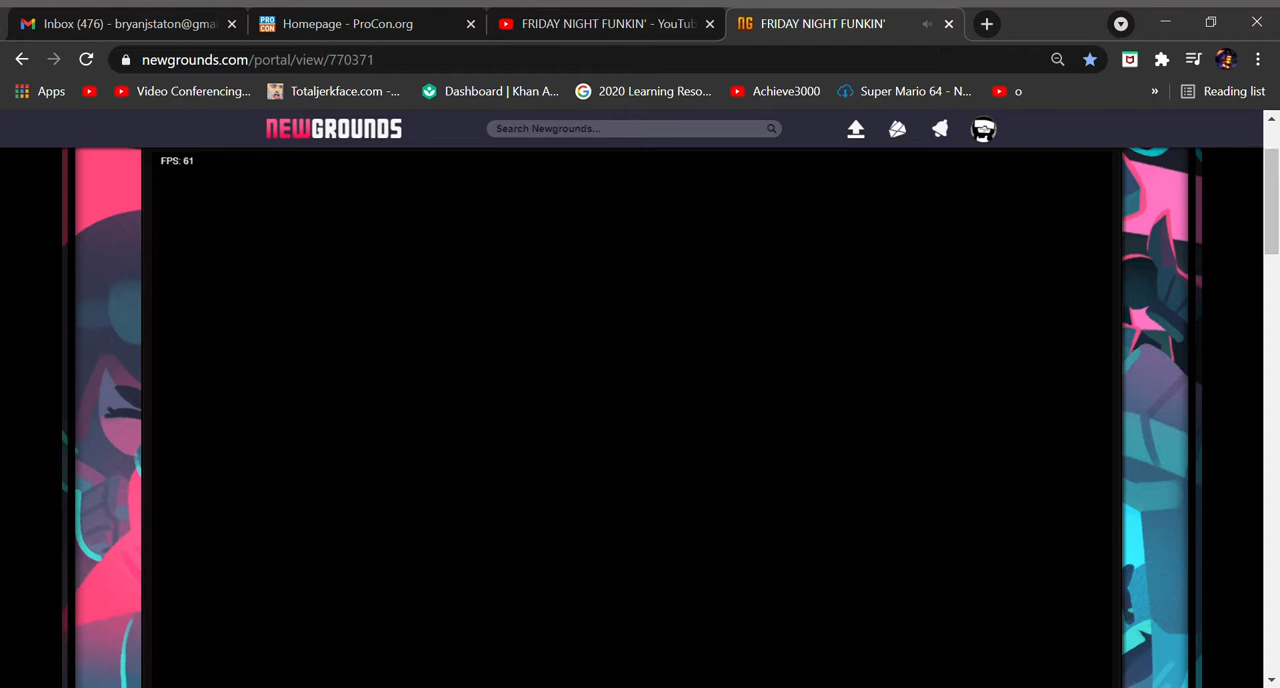 Inbox (476) - bryanjstaton@gmai
Homepage - ProCon.org
FRIDAY NIGHT FUNKIN' - YouTu
FRIDAY NIGHT FUNKIN'
newgrounds.com/portal/view/770371
Apps
Video Conferencing...
Totaljerkface.com -...
Dashboard | Khan A...
2020 Learning Reso...
Achieve3000
Super Mario 64 - N...
o
»
Reading list
NEWGROUNDS
Search Newgrounds...
FPS: 61